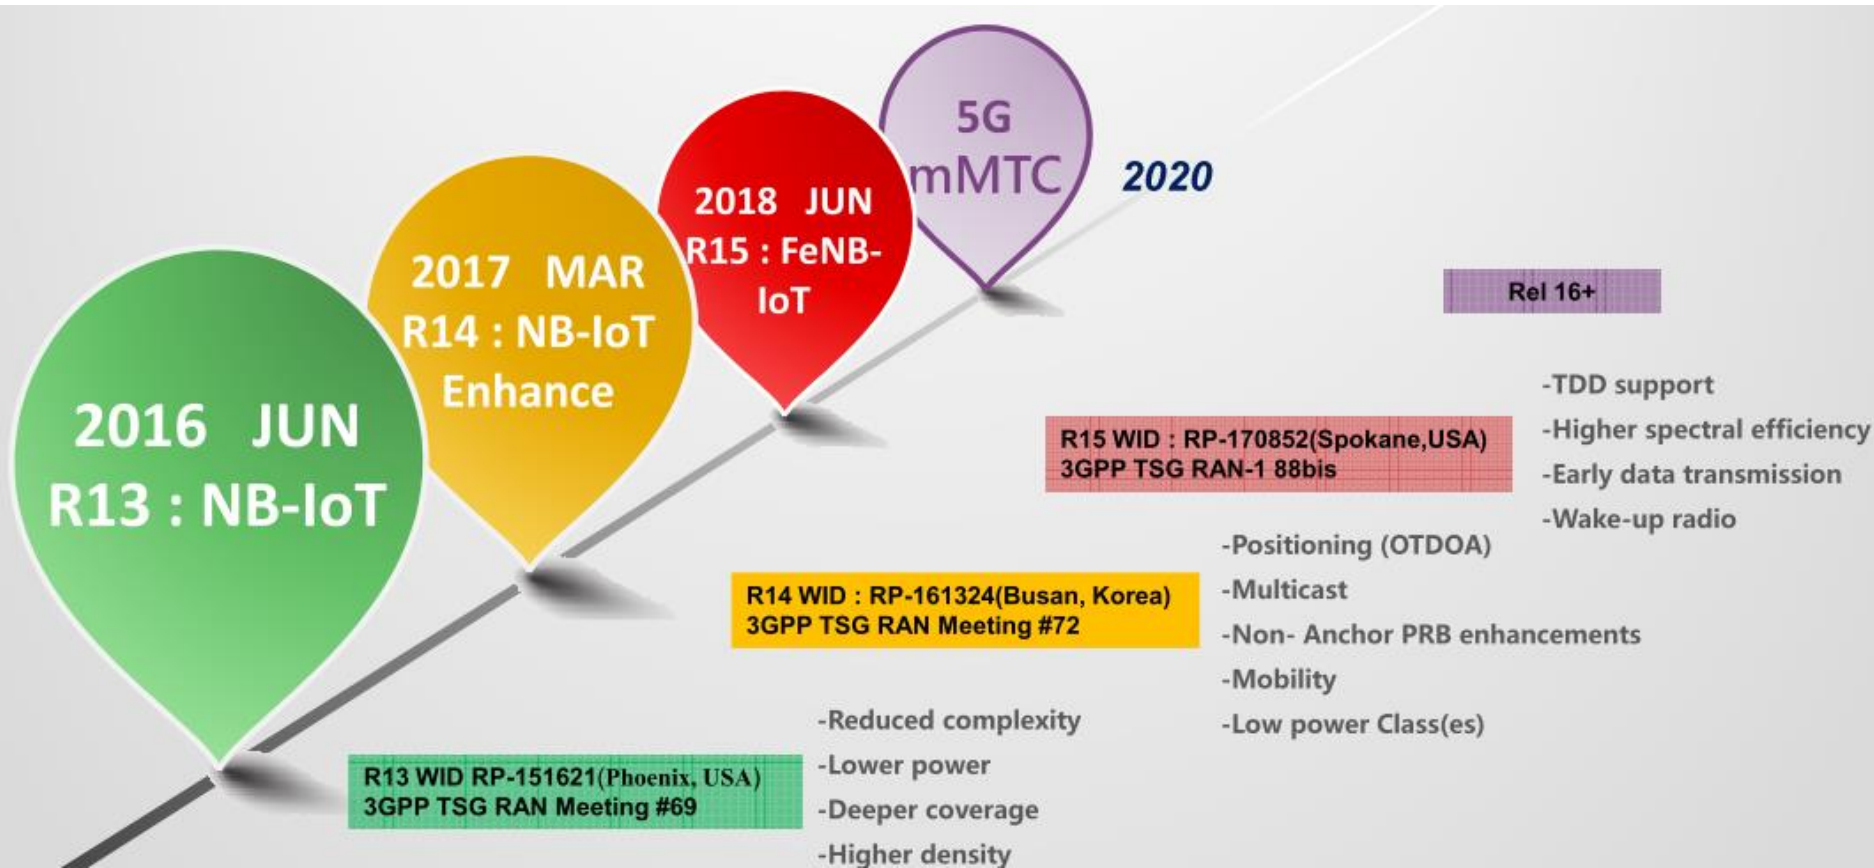 2016 JUN
R13 : NB-IoT
2017 MAR
R14 : NB-IoT
Enhance
2018 JUN
R15 : FeNB-
IoT
5G
mMTC
2020
Rel 16+
-TDD support
-Higher spectral efficiency
-Early data transmission
-Wake-up radio
R15 WID : RP-170852(Spokane,USA)
3GPP TSG RAN-1 88bis
-Positioning (OTDOA)
-Multicast
-Non- Anchor PRB enhancements
-Mobility
-Low power Class(es)
R14 WID : RP-161324(Busan, Korea)
3GPP TSG RAN Meeting #72
-Reduced complexity
-Lower power
-Deeper coverage
-Higher density
R13 WID RP-151621(Phoenix, USA)
3GPP TSG RAN Meeting #69